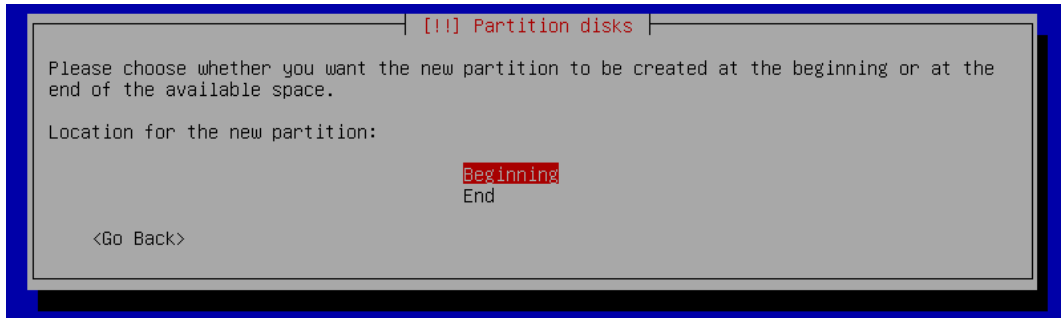 [!!] Partition disks
Please choose whether you want the new partition to be created at the beginning or at the
end of the available space.
Location for the new partition:
Beginning
End
<Go Back>